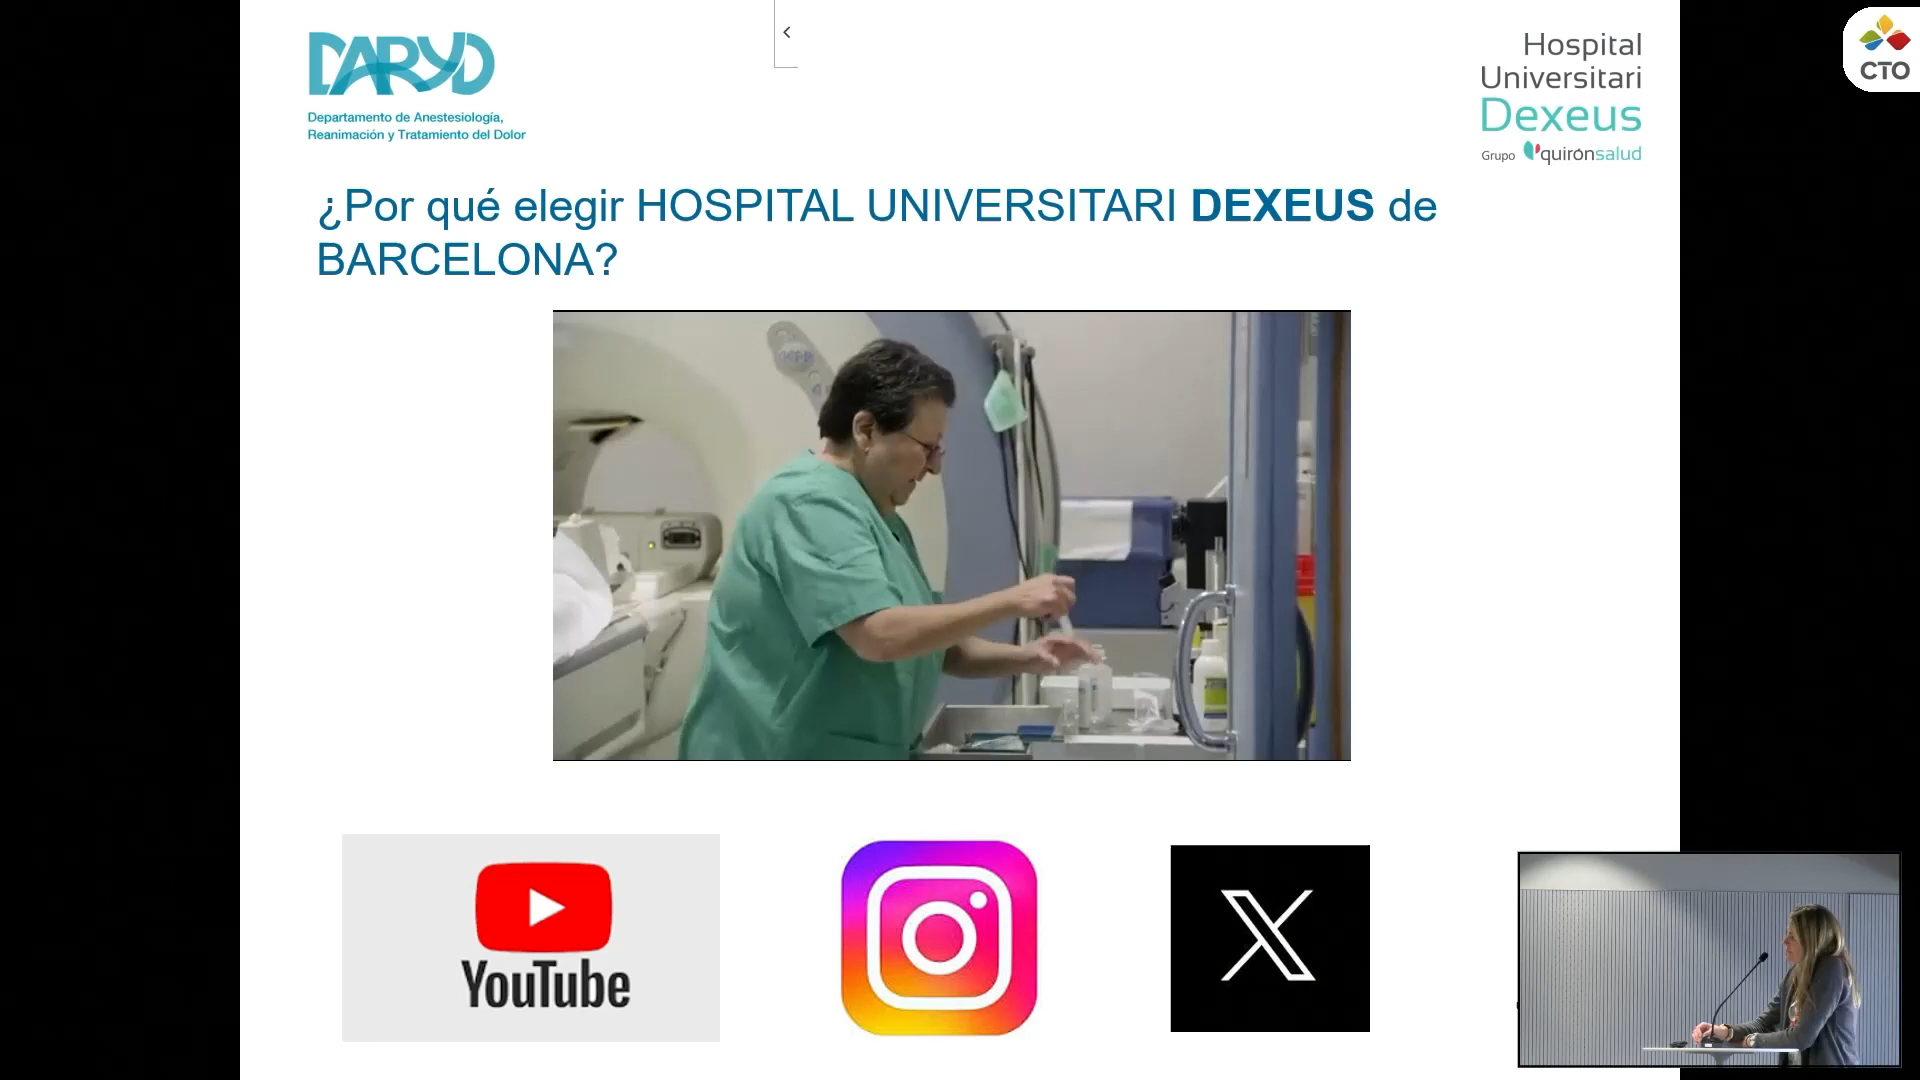 DARYD
Departamento de Anestesiología,
Reanimación y Tratamiento del Dolor
Hospital
Universitari
Dexeus
Grupo quirónsalud
CTO
¿Por qué elegir HOSPITAL UNIVERSITARI DEXEUS de
BARCELONA?
YouTube